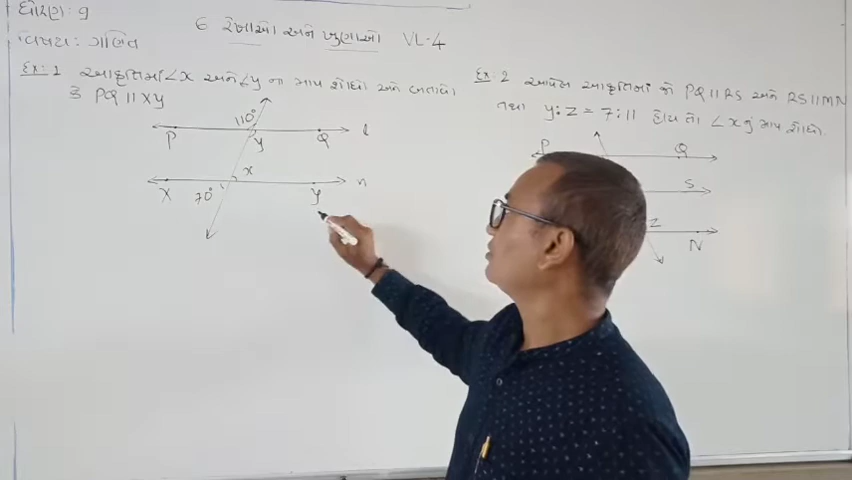 ધોરણ: 9
વિષય: ગણિત
6 રેખાઓ અને ખૂણાઓ VL-4
Ex: 1 આકૃતિમાં ∠x અને ∠y ના માપ શોધો અને બતાવો
કે PQ || XY
110°
P y Q l
x
X 70° Y n
Ex: 2 આપેલ આકૃતિમાં જો PQ || RS અને RS || MN
તથા y:z = 7:11 હોય તો ∠x નું માપ શોધો.
P Q
S
z
N